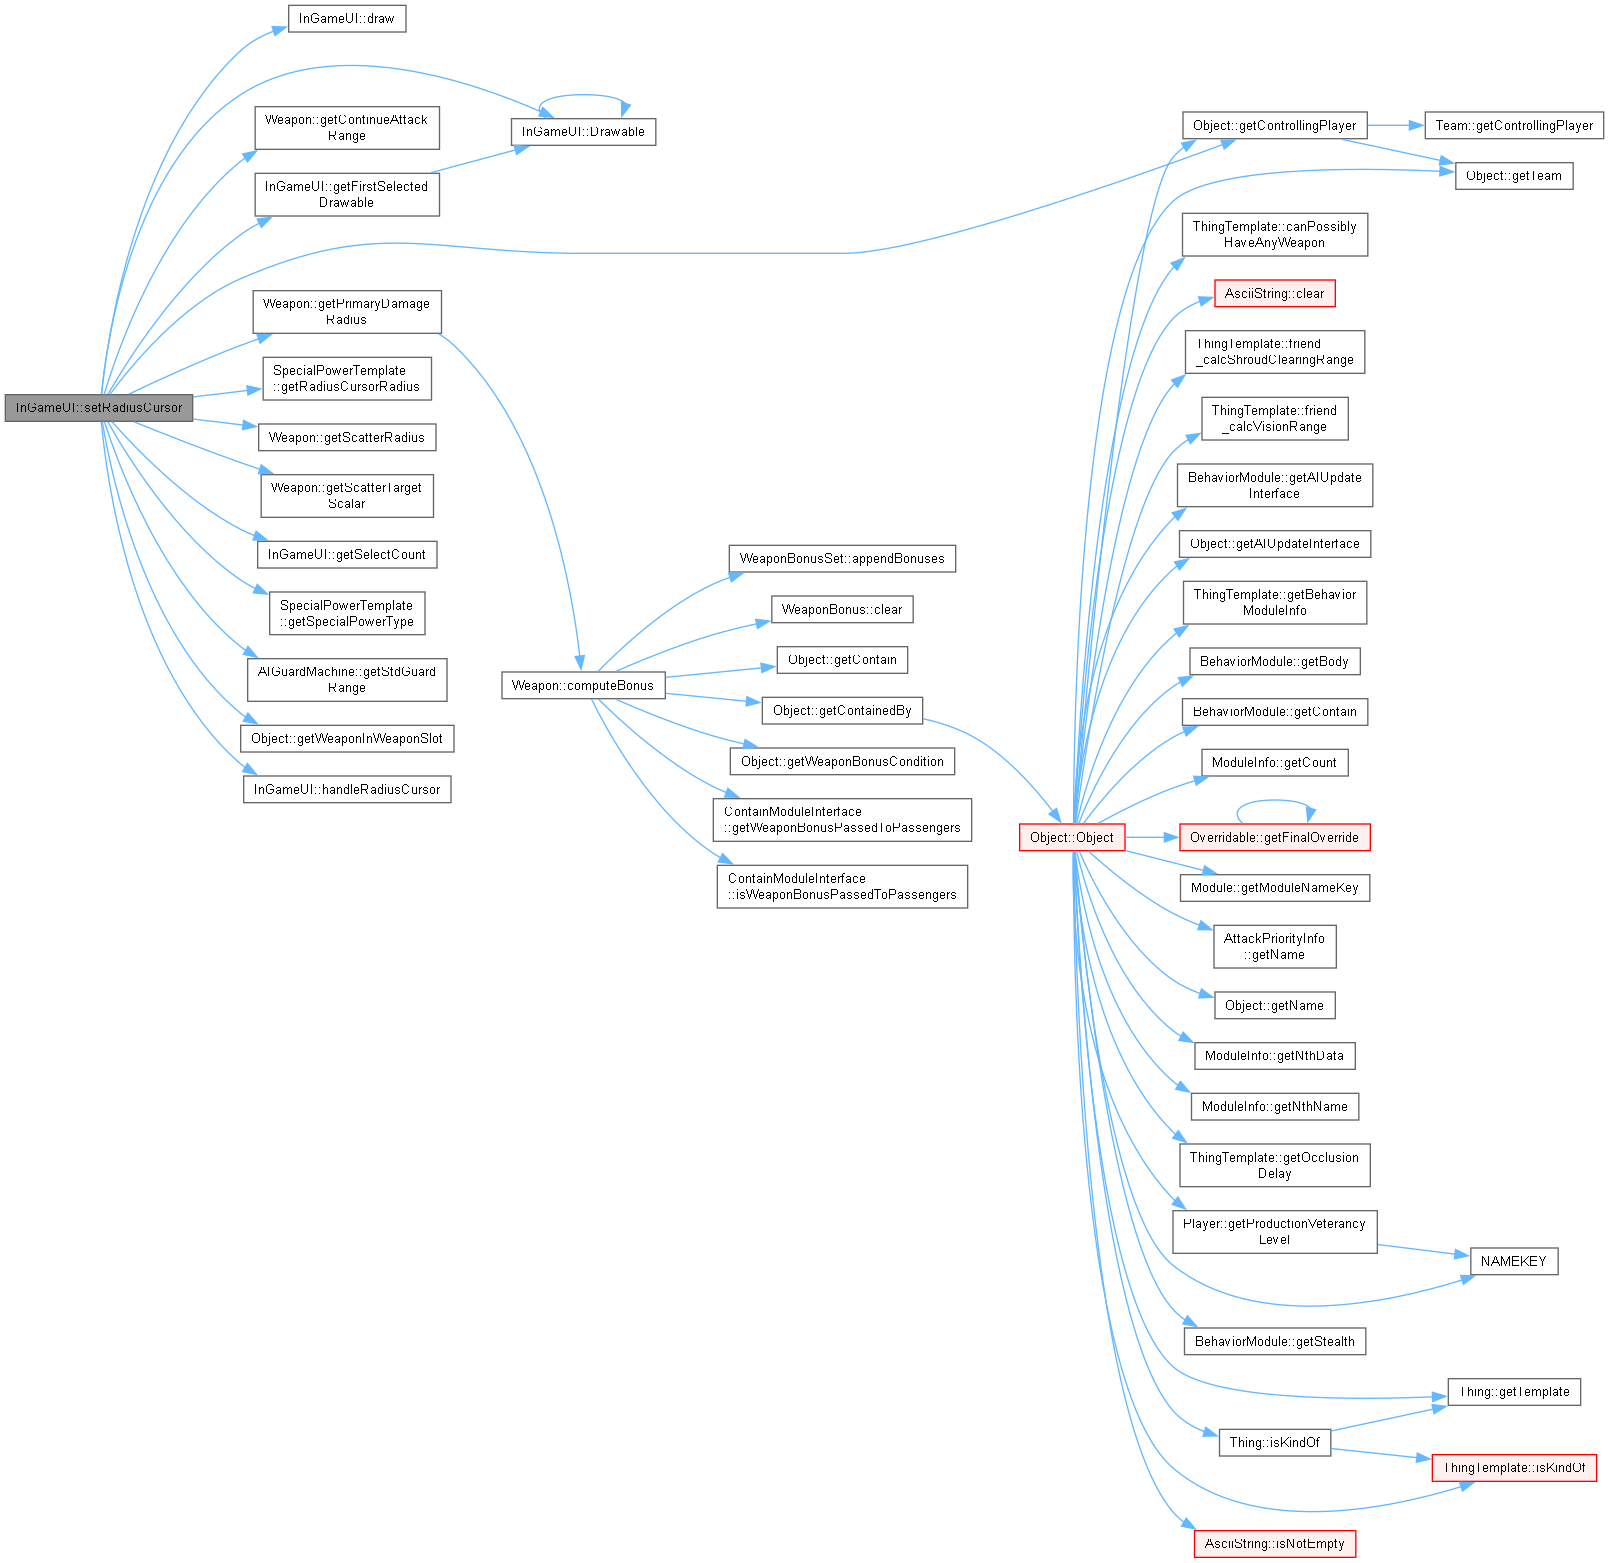 InGameUI::setRadiusCursor
InGameUI::draw
InGameUI::Drawable
Weapon::getContinueAttack
Range
InGameUI::getFirstSelected
Drawable
Weapon::getPrimaryDamage
Radius
SpecialPowerTemplate
::getRadiusCursorRadius
Weapon::getScatterRadius
Weapon::getScatterTarget
Scalar
InGameUI::getSelectCount
SpecialPowerTemplate
::getSpecialPowerType
AIGuardMachine::getStdGuard
Range
Object::getWeaponInWeaponSlot
InGameUI::handleRadiusCursor
Weapon::computeBonus
WeaponBonusSet::appendBonuses
WeaponBonus::clear
Object::getContain
Object::getContainedBy
Object::getWeaponBonusCondition
ContainModuleInterface
::getWeaponBonusPassedToPassengers
ContainModuleInterface
::isWeaponBonusPassedToPassengers
Object::Object
Object::getControllingPlayer
Team::getControllingPlayer
Object::getTeam
ThingTemplate::canPossibly
HaveAnyWeapon
AsciiString::clear
ThingTemplate::friend
_calcShroudClearingRange
ThingTemplate::friend
_calcVisionRange
BehaviorModule::getAIUpdate
Interface
Object::getAIUpdateInterface
ThingTemplate::getBehavior
ModuleInfo
BehaviorModule::getBody
BehaviorModule::getContain
ModuleInfo::getCount
Overridable::getFinalOverride
Module::getModuleNameKey
AttackPriorityInfo
::getName
Object::getName
ModuleInfo::getNthData
ModuleInfo::getNthName
ThingTemplate::getOcclusion
Delay
Player::getProductionVeterancy
Level
NAMEKEY
BehaviorModule::getStealth
Thing::getTemplate
Thing::isKindOf
ThingTemplate::isKindOf
AsciiString::isNotEmpty